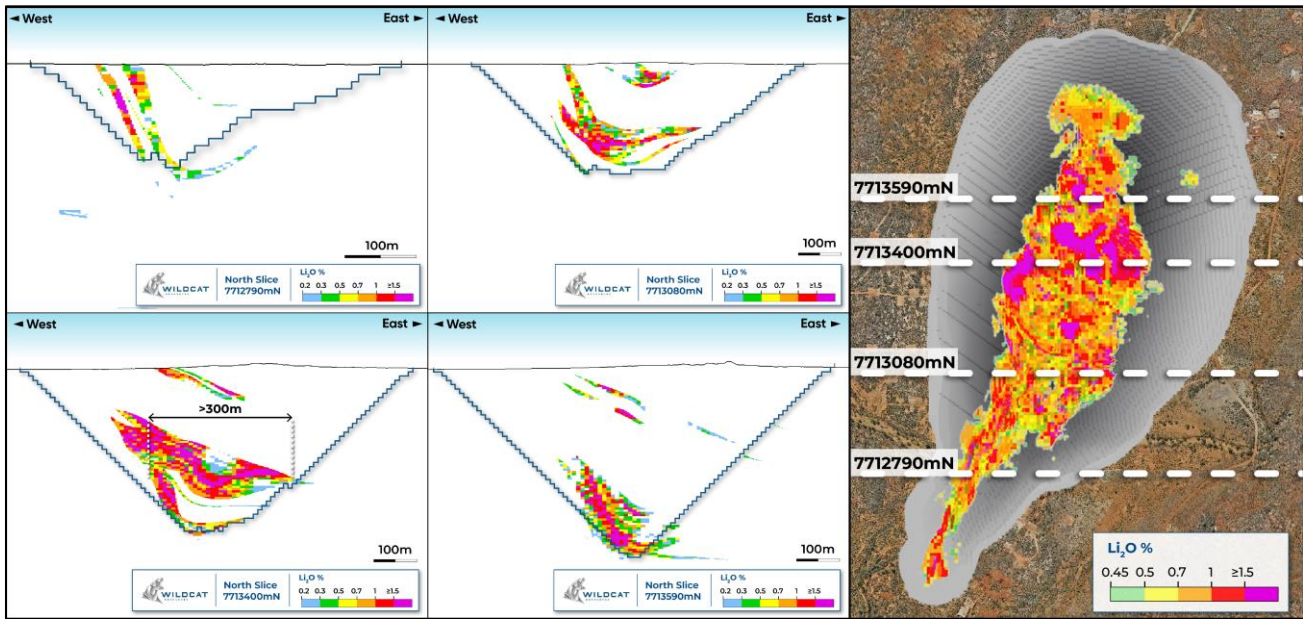 ◄ West
East ►
100m
WILDCAT
RESOURCES
North Slice
7712790mN
Li₂O %
0.2 0.3 0.5 0.7 1 ≥1.5
100m
WILDCAT
RESOURCES
North Slice
7713080mN
Li₂O %
0.2 0.3 0.5 0.7 1 ≥1.5
◄ West
East ►
>300m
100m
WILDCAT
RESOURCES
North Slice
7713400mN
Li₂O %
0.2 0.3 0.5 0.7 1 ≥1.5
◄ West
East ►
100m
WILDCAT
RESOURCES
North Slice
7713590mN
Li₂O %
0.2 0.3 0.5 0.7 1 ≥1.5
◄ West
East ►
7713590mN
7713400mN
7713080mN
7712790mN
Li₂O %
0.45 0.5 0.7 1 ≥1.5